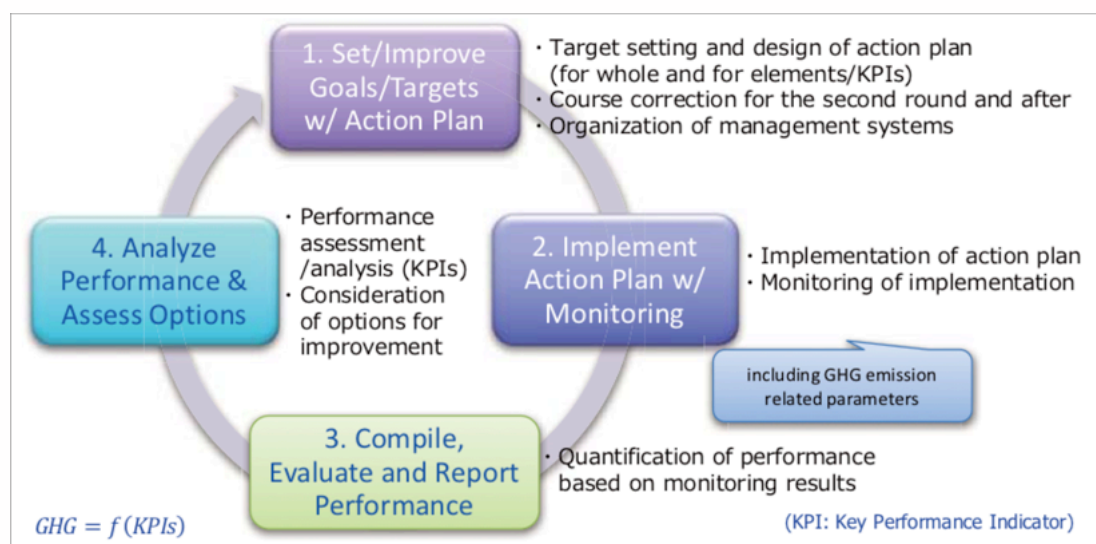 1. Set/Improve
Goals/Targets
w/ Action Plan
・Target setting and design of action plan
(for whole and for elements/KPIs)
・Course correction for the second round and after
・Organization of management systems
2. Implement
Action Plan w/
Monitoring
・Implementation of action plan
・Monitoring of implementation
including GHG emission
related parameters
3. Compile,
Evaluate and Report
Performance
・Quantification of performance
based on monitoring results
4. Analyze
Performance &
Assess Options
・Performance
assessment
/analysis (KPIs)
・Consideration
of options for
improvement
GHG = f(KPIs)
(KPI: Key Performance Indicator)